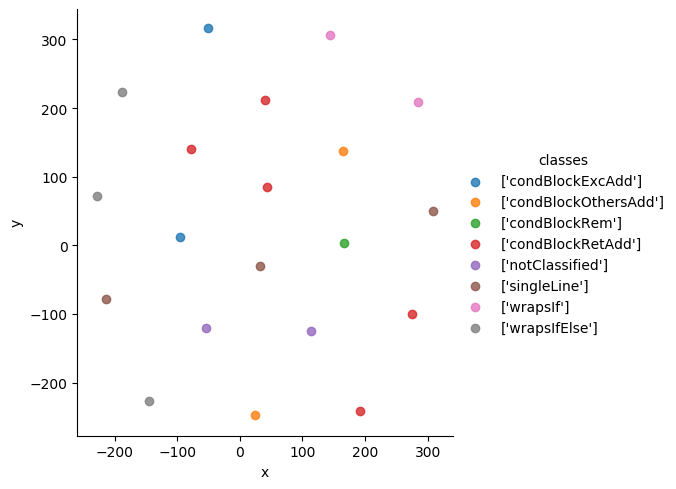 300
200
100
0
−100
−200
y
−200
−100
0
100
200
300
x
classes
['condBlockExcAdd']
['condBlockOthersAdd']
['condBlockRem']
['condBlockRetAdd']
['notClassified']
['singleLine']
['wrapsIf']
['wrapsIfElse']